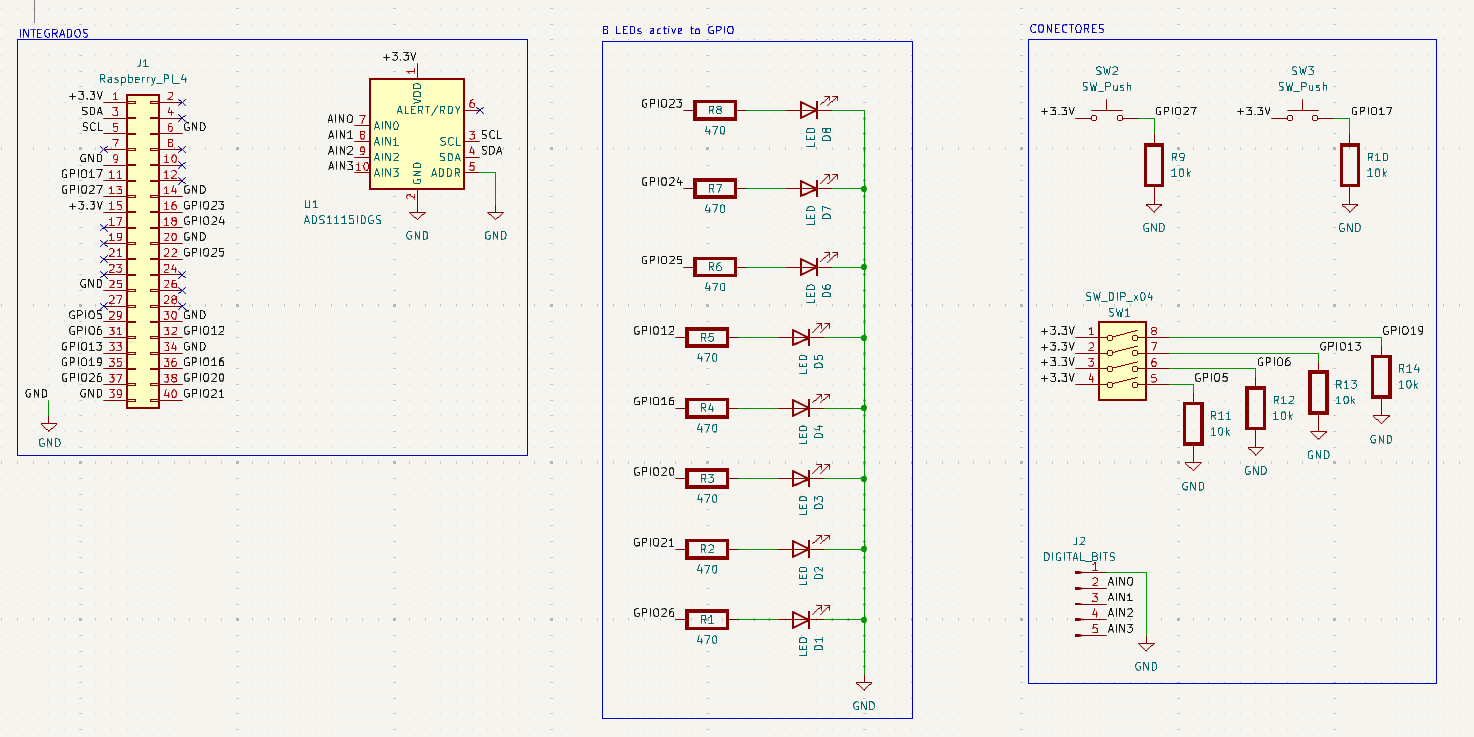 INTEGRADOS
J1
Raspberry_Pi_4
+3.3V 1 2
SDA 3 4
SCL 5 6 GND
7 8
GND 9 10
GPIO17 11 12
GPIO27 13 14 GND
+3.3V 15 16 GPIO23
17 18 GPIO24
19 20 GND
21 22 GPIO25
23 24
GND 25 26
27 28
GPIO5 29 30 GND
GPIO6 31 32 GPIO12
GPIO13 33 34 GND
GPIO19 35 36 GPIO16
GPIO26 37 38 GPIO20
GND 39 40 GPIO21
GND
GND
+3.3V
1
VDD
ALERT/RDY 6
AIN0 7 AIN0
AIN1 8 AIN1 SCL 3 SCL
AIN2 9 AIN2 SDA 4 SDA
AIN3 10 AIN3 ADDR 5
GND
2
U1
ADS1115IDGS
GND GND
8 LEDs active to GPIO
GPIO23 R8 470 LED D8
GPIO24 R7 470 LED D7
GPIO25 R6 470 LED D6
GPIO12 R5 470 LED D5
GPIO16 R4 470 LED D4
GPIO20 R3 470 LED D3
GPIO21 R2 470 LED D2
GPIO26 R1 470 LED D1
GND
CONECTORES
SW2
SW_Push
+3.3V GPIO27
R9
10k
GND
SW3
SW_Push
+3.3V GPIO17
R10
10k
GND
SW_DIP_x04
SW1
+3.3V 1 8 GPIO19
+3.3V 2 7 GPIO13
+3.3V 3 6 GPIO6
+3.3V 4 5 GPIO5
R14
10k
R13
10k
R12
10k
R11
10k
GND
GND
GND
GND
J2
DIGITAL_BITS
1
2 AIN0
3 AIN1
4 AIN2
5 AIN3
GND